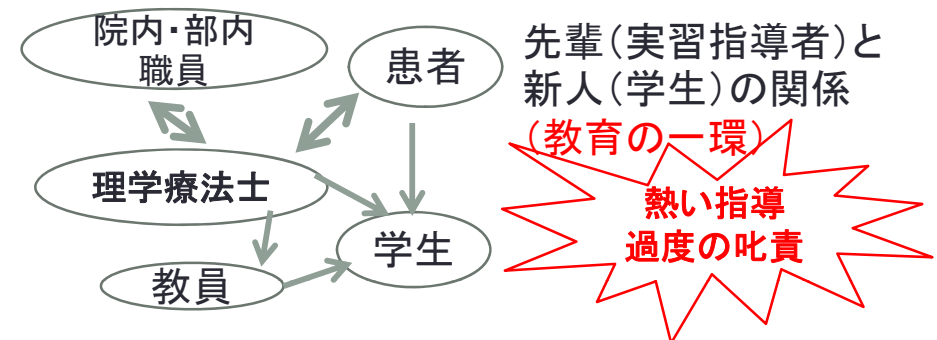 院内・部内
職員
患者
理学療法士
学生
教員
先輩(実習指導者)と
新人(学生)の関係
(教育の一環)
熱い指導
過度の叱責